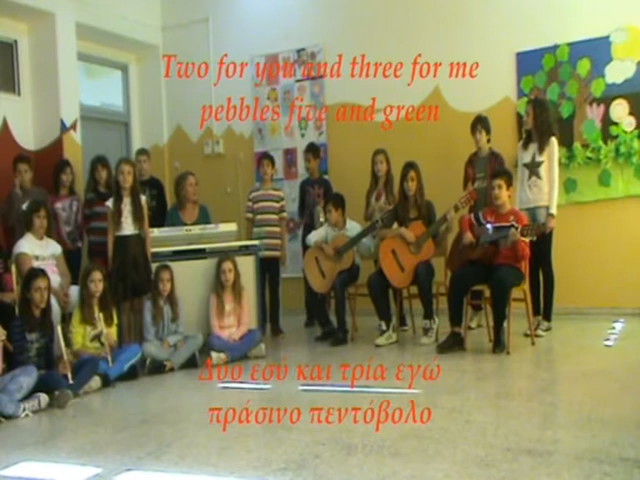 Two for you and three for me
pebbles five and green
Δυο εσύ και τρία εγώ
πράσινο πεντόβολο